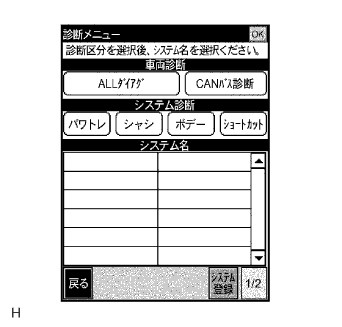 診断メニュー OK
診断区分を選択後、システム名を選択ください。
車両診断
ALLダイアグ CANバス診断
システム診断
パワトレ シャシ ボデー ショートカット
システム名
戻る システム登録 1/2
H